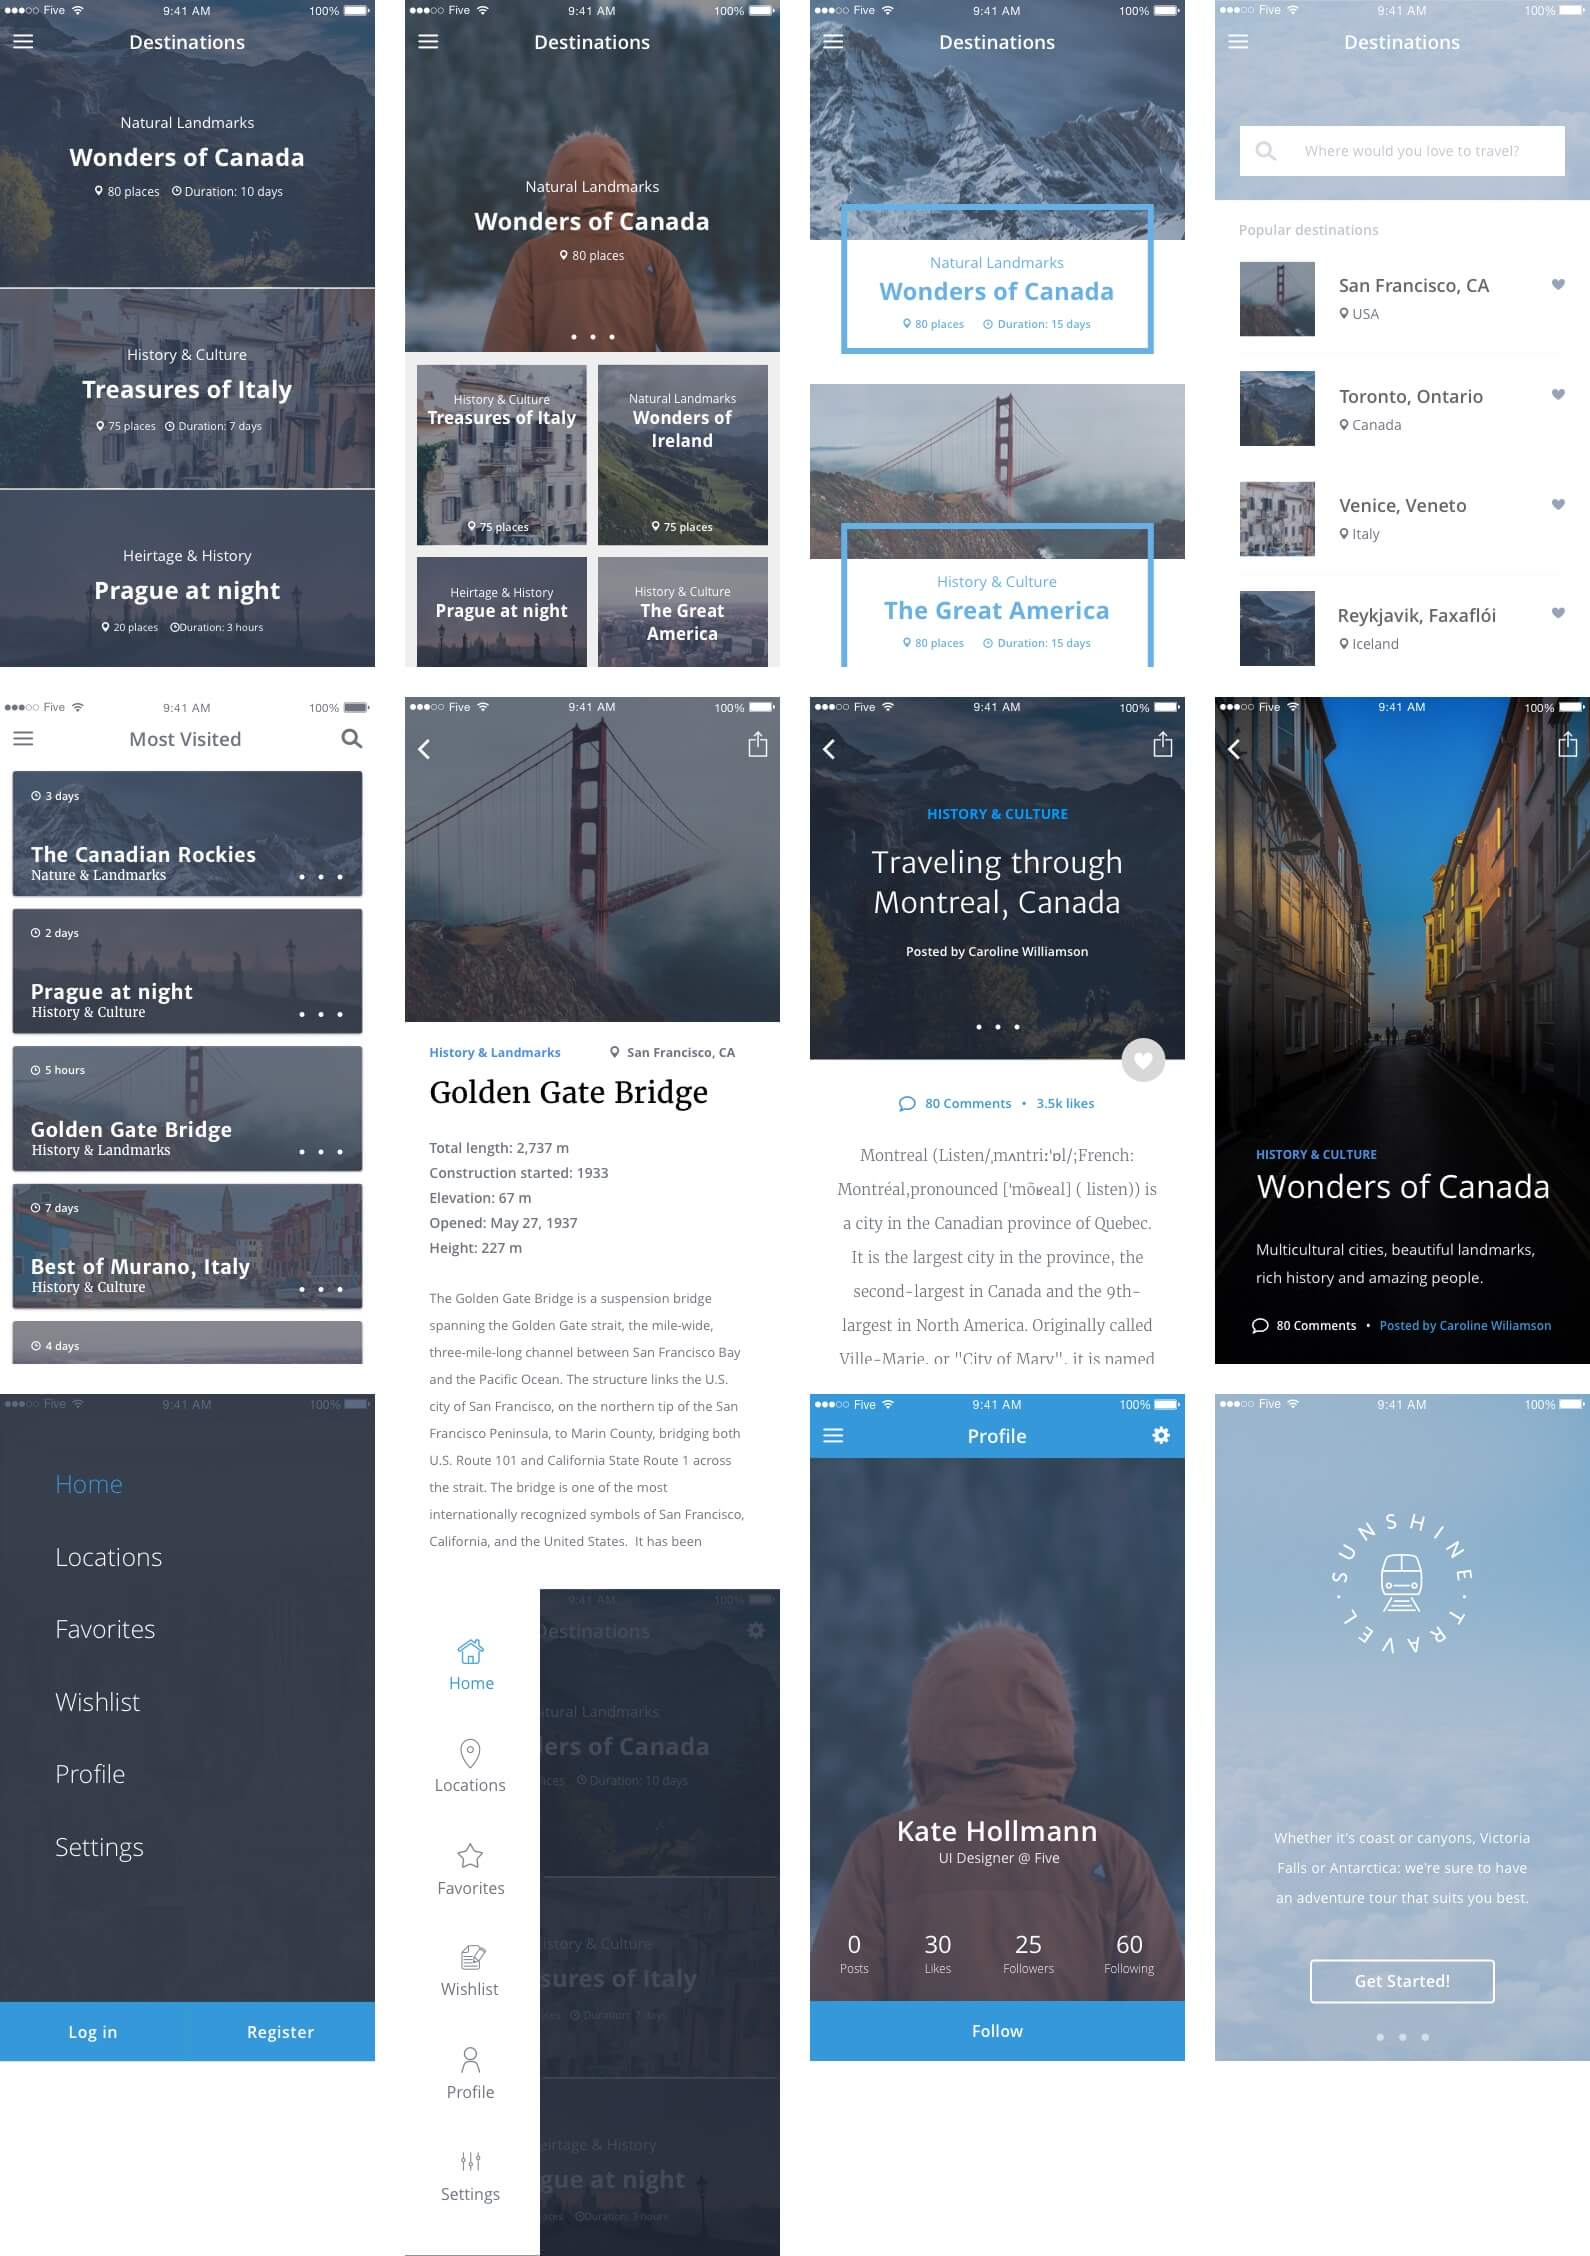 Five 9:41 AM 100%
Destinations
Natural Landmarks
Wonders of Canada
80 places Duration: 10 days
History & Culture
Treasures of Italy
75 places Duration: 7 days
Heirtage & History
Prague at night
20 places Duration: 3 hours
Five 9:41 AM 100%
Destinations
Natural Landmarks
Wonders of Canada
80 places
History & Culture
Treasures of Italy
75 places
Natural Landmarks
Wonders of
Ireland
75 places
Heirtage & History
Prague at night
History & Culture
The Great
America
Five 9:41 AM 100%
Destinations
Natural Landmarks
Wonders of Canada
80 places Duration: 15 days
History & Culture
The Great America
80 places Duration: 15 days
Five 9:41 AM 100%
Destinations
Where would you love to travel?
Popular destinations
San Francisco, CA
USA
Toronto, Ontario
Canada
Venice, Veneto
Italy
Reykjavik, Faxaflói
Iceland
Five 9:41 AM 100%
Most Visited
3 days
The Canadian Rockies
Nature & Landmarks
2 days
Prague at night
History & Culture
5 hours
Golden Gate Bridge
History & Landmarks
7 days
Best of Murano, Italy
History & Culture
4 days
Five 9:41 AM 100%
History & Landmarks San Francisco, CA
Golden Gate Bridge
Total length: 2,737 m
Construction started: 1933
Elevation: 67 m
Opened: May 27, 1937
Height: 227 m
The Golden Gate Bridge is a suspension bridge
spanning the Golden Gate strait, the mile-wide,
three-mile-long channel between San Francisco Bay
and the Pacific Ocean. The structure links the U.S.
city of San Francisco, on the northern tip of the San
Francisco Peninsula, to Marin County, bridging both
U.S. Route 101 and California State Route 1 across
the strait. The bridge is one of the most
internationally recognized symbols of San Francisco,
California, and the United States. It has been
Five 9:41 AM 100%
HISTORY & CULTURE
Traveling through
Montreal, Canada
Posted by Caroline Williamson
80 Comments • 3.5k likes
Montreal (Listen/ˌmʌntriːˈɒl/;French:
Montréal,pronounced [ˈmõʁeal] ( listen)) is
a city in the Canadian province of Quebec.
It is the largest city in the province, the
second-largest in Canada and the 9th-
largest in North America. Originally called
Ville-Marie, or "City of Mary", it is named
Five 9:41 AM 100%
HISTORY & CULTURE
Wonders of Canada
Multicultural cities, beautiful landmarks,
rich history and amazing people.
80 Comments • Posted by Caroline Wiliamson
Five 9:41 AM 100%
Home
Locations
Favorites
Wishlist
Profile
Settings
Log in Register
Home
Locations
Favorites
Wishlist
Profile
Settings
9:41 AM 100%
Destinations
tural Landmarks
ers of Canada
ces Duration: 10 days
istory & Culture
sures of Italy
Duration: 7 days
eirtage & History
gue at night
Duration: 3 hours
Five 9:41 AM 100%
Profile
Kate Hollmann
UI Designer @ Five
0 30 25 60
Posts Likes Followers Following
Follow
Five 9:41 AM 100%
SUNSHINE · TRAVEL ·
Whether it's coast or canyons, Victoria
Falls or Antarctica: we're sure to have
an adventure tour that suits you best.
Get Started!